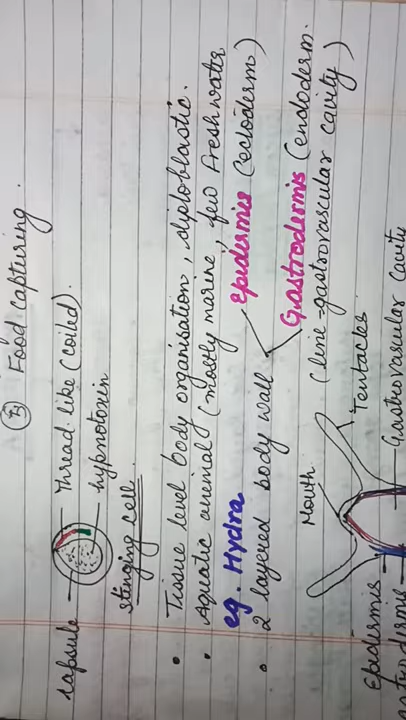 ③ Food capturing.
Thread like (coiled).
capsule
hypnotoxin
stinging cell.
• Tissue level body organisation, diploblastic.
• Aquatic animal (mostly marine, few freshwater
eg. Hydra
epidermis (ectoderm)
• 2 layered body wall
Gastrodermis (endoderm.
(line - gastrovascular cavity)
Mouth
Tentacles
Gastrovascular cavity
Epidermis